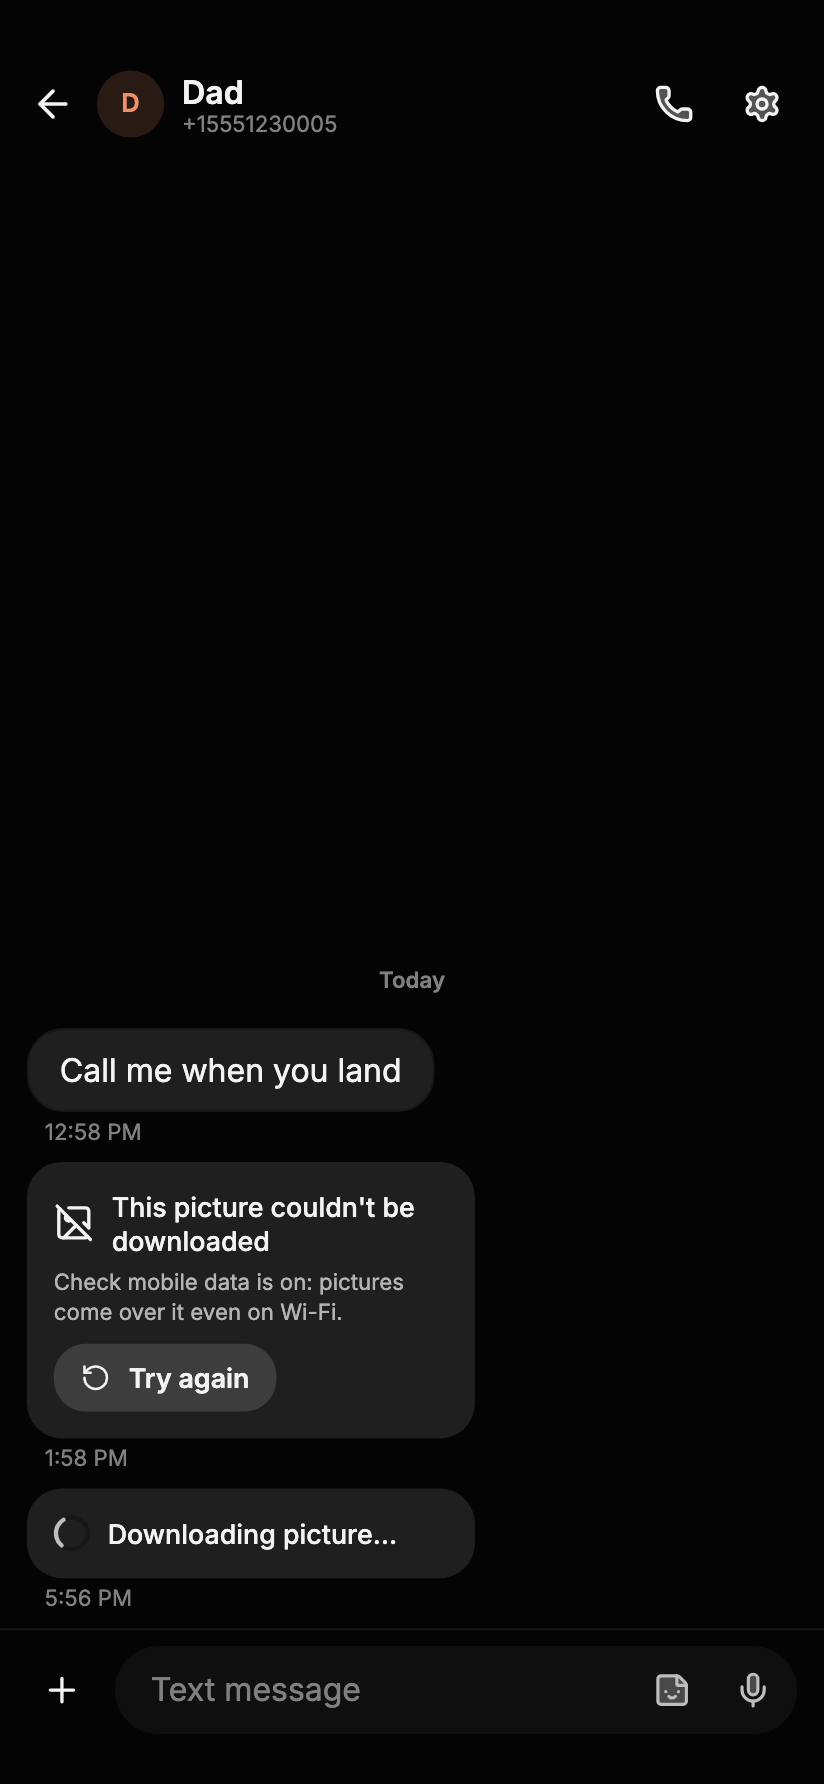 D
Dad
+15551230005
Today
Call me when you land
12:58 PM
This picture couldn't be
downloaded
Check mobile data is on: pictures
come over it even on Wi-Fi.
Try again
1:58 PM
Downloading picture...
5:56 PM
Text message